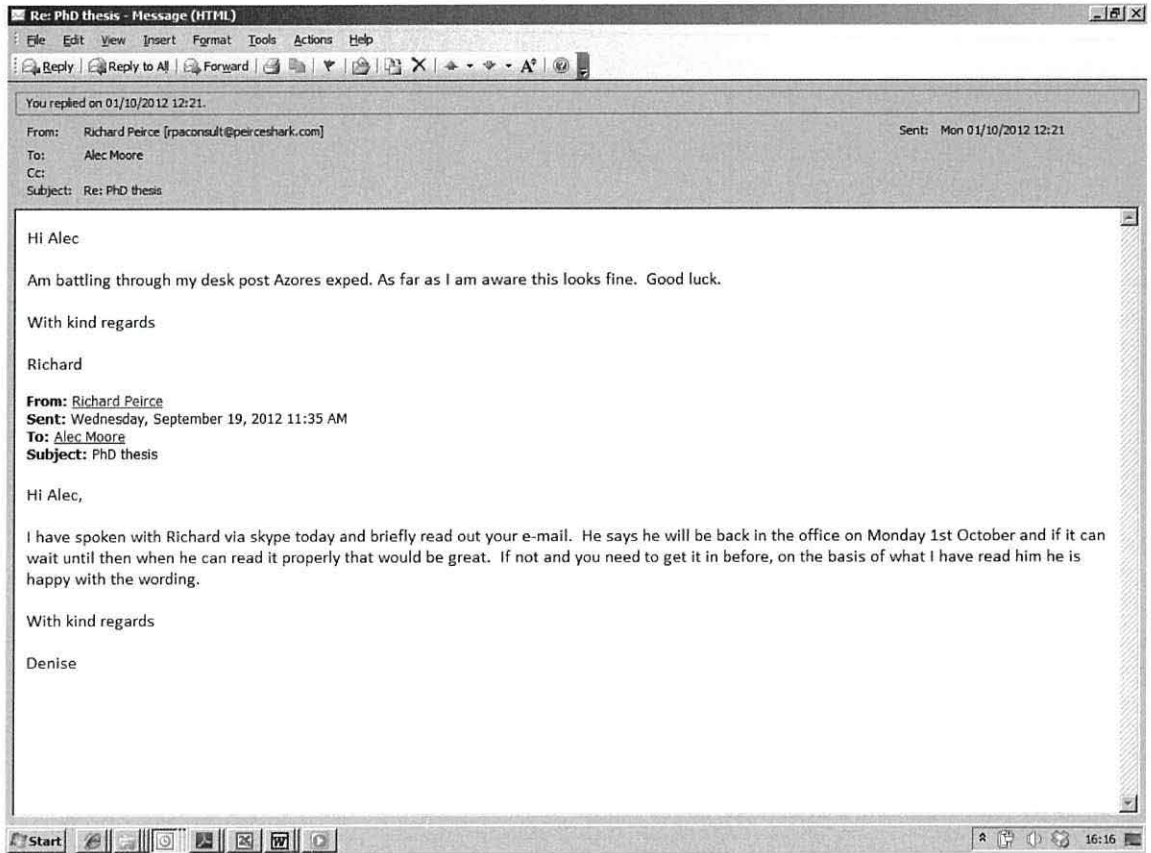 Re: PhD thesis - Message (HTML)
File Edit View Insert Format Tools Actions Help
Reply Reply to All Forward
You replied on 01/10/2012 12:21.
From: Richard Peirce [rpaconsult@peirceshark.com] Sent: Mon 01/10/2012 12:21
To: Alec Moore
Cc:
Subject: Re: PhD thesis
Hi Alec
Am battling through my desk post Azores exped. As far as I am aware this looks fine. Good luck.
With kind regards
Richard
From: Richard Peirce
Sent: Wednesday, September 19, 2012 11:35 AM
To: Alec Moore
Subject: PhD thesis
Hi Alec,
I have spoken with Richard via skype today and briefly read out your e-mail. He says he will be back in the office on Monday 1st October and if it can
wait until then when he can read it properly that would be great. If not and you need to get it in before, on the basis of what I have read him he is
happy with the wording.
With kind regards
Denise
Start 16:16